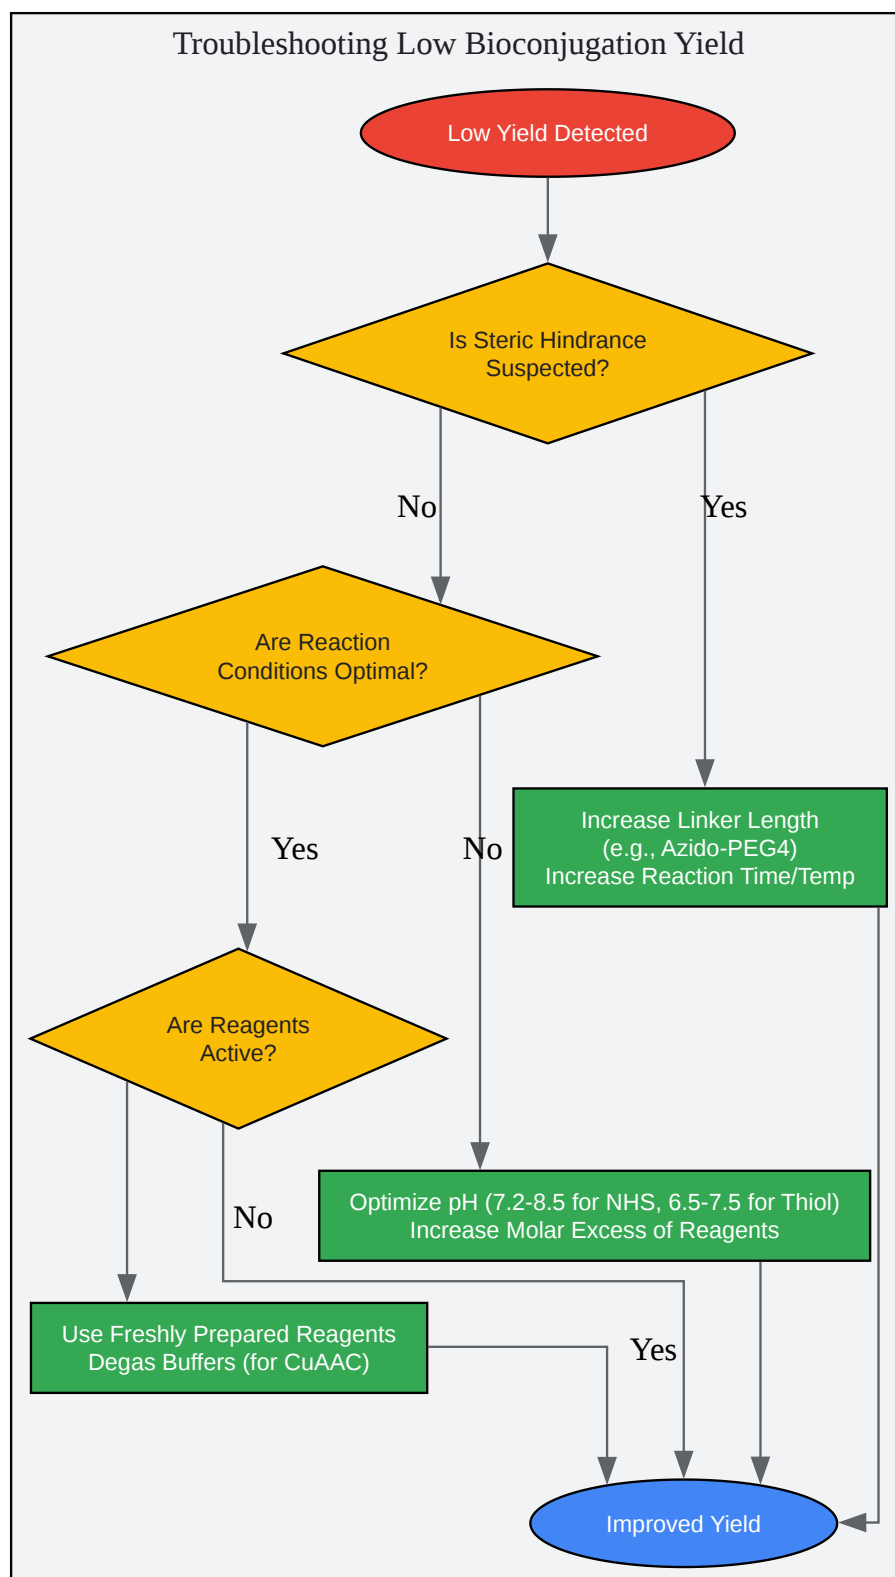 Troubleshooting Low Bioconjugation Yield
Low Yield Detected
Is Steric Hindrance
Suspected?
No
Yes
Are Reaction
Conditions Optimal?
Yes
No
Increase Linker Length
(e.g., Azido-PEG4)
Increase Reaction Time/Temp
Are Reagents
Active?
No
Optimize pH (7.2-8.5 for NHS, 6.5-7.5 for Thiol)
Increase Molar Excess of Reagents
Use Freshly Prepared Reagents
Degas Buffers (for CuAAC)
Yes
Improved Yield